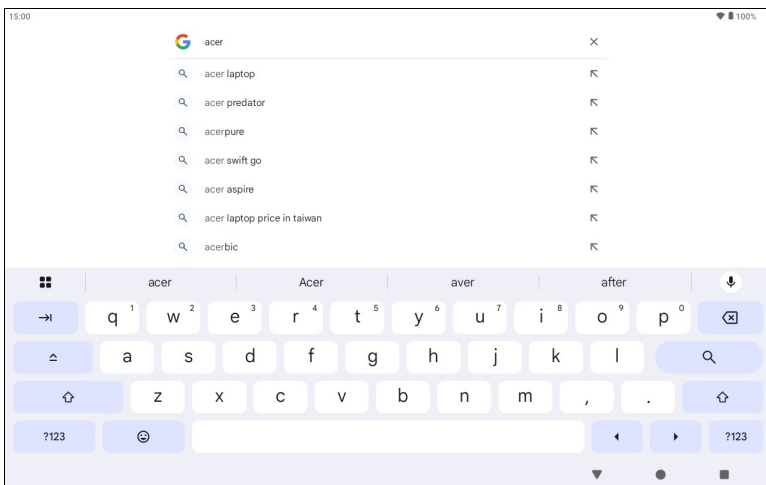 15:00 100%
acer
acer laptop
acer predator
acerpure
acer swift go
acer aspire
acer laptop price in taiwan
acerbic
acer Acer aver after
q 1 w 2 e 3 r 4 t 5 y 6 u 7 i 8 o 9 p 0
a s d f g h j k l
z x c v b n m , .
?123 ?123